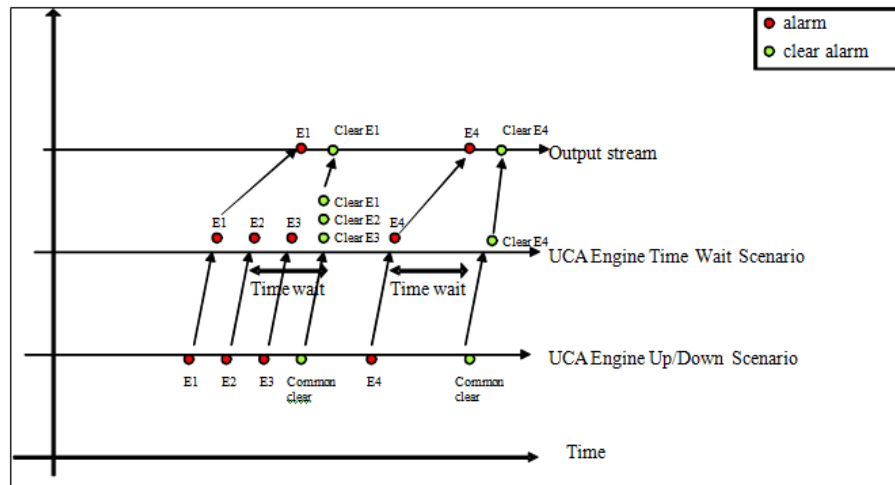 alarm
clear alarm
E1
Clear E1
E4
Clear E4
Output stream
Clear E1
Clear E2
Clear E3
E1
E2
E3
E4
Clear E4
UCA Engine Time Wait Scenario
Time wait
Time wait
UCA Engine Up/Down Scenario
E1
E2
E3
Common
clear
E4
Common
clear
Time